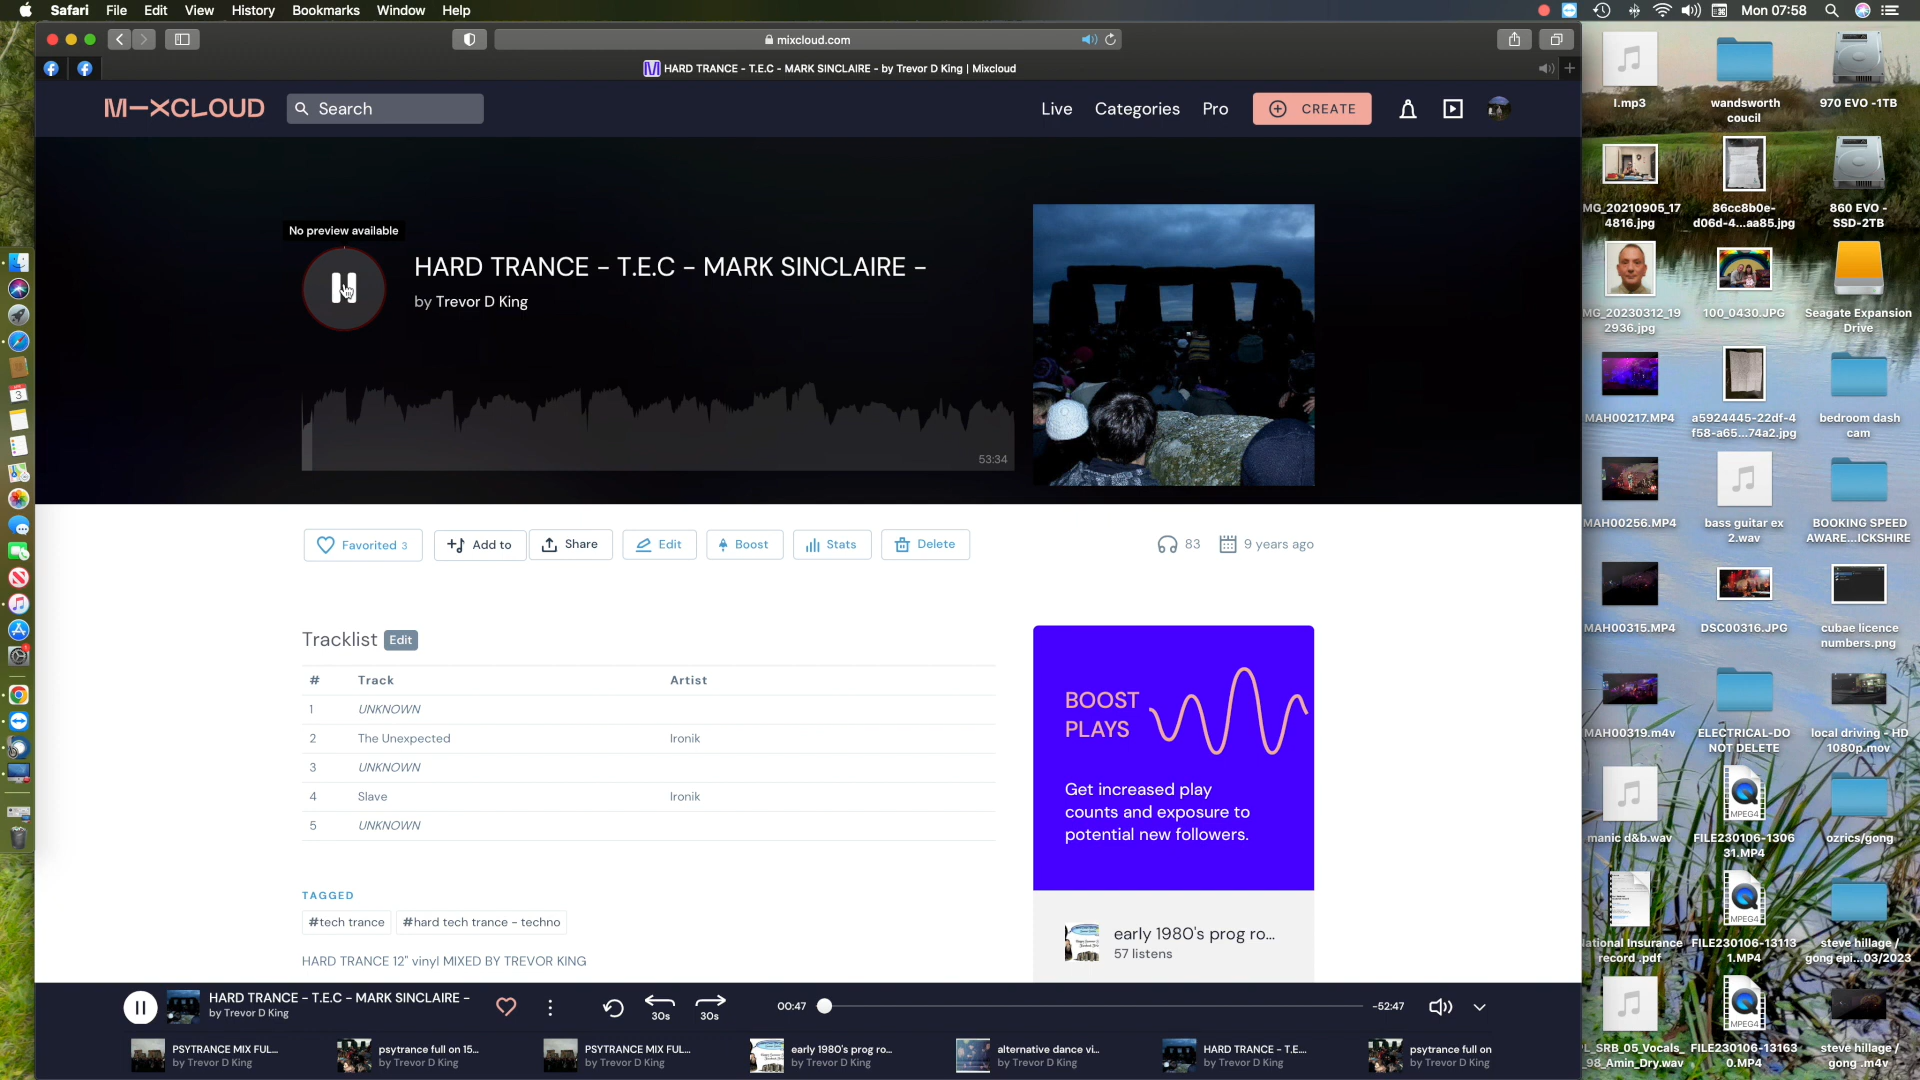 Safari File Edit View History Bookmarks Window Help
Mon 07:58
mixcloud.com
HARD TRANCE - T.E.C - MARK SINCLAIRE - by Trevor D King | Mixcloud
M-XCLOUD
Search
Live Categories Pro
CREATE
No preview available
HARD TRANCE - T.E.C - MARK SINCLAIRE -
by Trevor D King
53:34
Favorited 3
Add to
Share
Edit
Boost
Stats
Delete
83
9 years ago
Tracklist Edit
# Track Artist
1 UNKNOWN
2 The Unexpected Ironik
3 UNKNOWN
4 Slave Ironik
5 UNKNOWN
TAGGED
#tech trance #hard tech trance - techno
HARD TRANCE 12" vinyl MIXED BY TREVOR KING
BOOST
PLAYS
Get increased play
counts and exposure to
potential new followers.
early 1980's prog ro...
57 listens
HARD TRANCE - T.E.C - MARK SINCLAIRE -
by Trevor D King
30s
30s
00:47
-52:47
PSYTRANCE MIX FUL...
by Trevor D King
psytrance full on 15...
by Trevor D King
PSYTRANCE MIX FUL...
by Trevor D King
early 1980's prog ro...
by Trevor D King
alternative dance vi...
by Trevor D King
HARD TRANCE - T.E....
by Trevor D King
psytrance full on
by Trevor D King
I.mp3
wandsworth
coucil
970 EVO -1TB
MG_20210905_17
4816.jpg
86cc8b0e-
d06d-4...aa85.jpg
860 EVO -
SSD-2TB
MG_20230312_19
2936.jpg
100_0430.JPG
Seagate Expansion
Drive
MAH00217.MP4
a5924445-22df-4
f58-a65...74a2.jpg
bedroom dash
cam
MAH00256.MP4
bass guitar ex
2.wav
BOOKING SPEED
AWARE...ICKSHIRE
MAH00315.MP4
DSC00316.JPG
cubae licence
numbers.png
MAH00319.m4v
ELECTRICAL-DO
NOT DELETE
local driving - HD
1080p.mov
manic d&b.wav
MPEG4
FILE230106-1306
31.MP4
ozrics/gong
ational Insurance
record .pdf
MPEG4
FILE230106-13113
1.MP4
steve hillage /
gong epi...03/2023
L_SRB_05_Vocals_
98_Amin_Dry.wav
MPEG4
FILE230106-13163
0.MP4
steve hillage /
gong .m4v